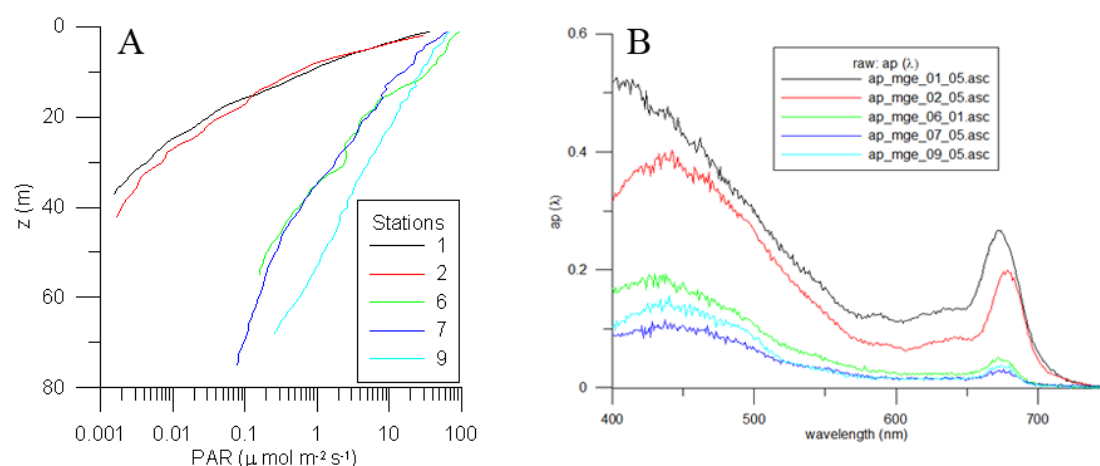 A
0
20
40
60
80
z (m)
0.001
0.01
0.1
1
10
100
PAR (μ mol m⁻² s⁻¹)
Stations
1
2
6
7
9
B
0.6
0.4
0.2
0
ap (λ)
400
500
600
700
wavelength (nm)
raw: ap (λ)
ap_mge_01_05.asc
ap_mge_02_05.asc
ap_mge_06_01.asc
ap_mge_07_05.asc
ap_mge_09_05.asc